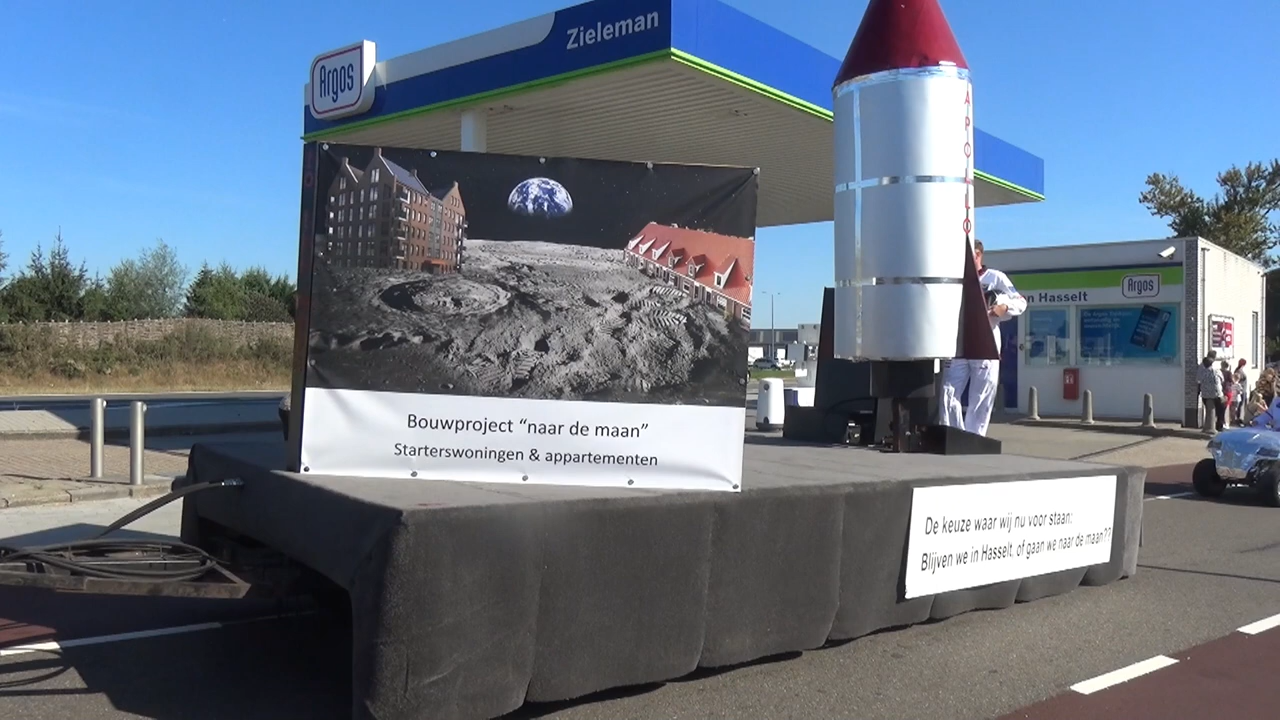 Zieleman
Argos
APOLLO
Argos
n Hasselt
Bouwproject “naar de maan”
Starterswoningen & appartementen
De keuze waar wij nu voor staan:
Blijven we in Hasselt, of gaan we naar de maan??